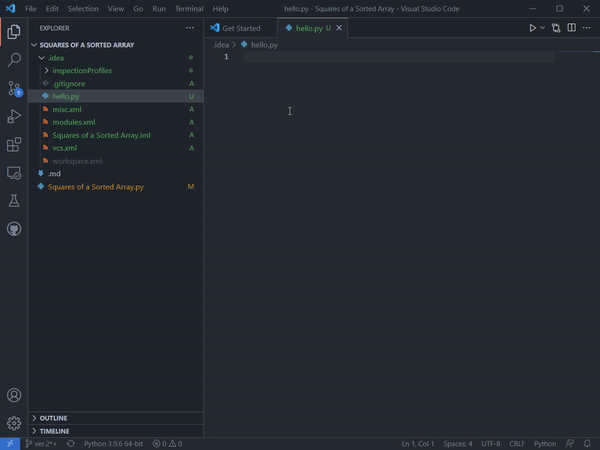 File Edit Selection View Go Run Terminal Help hello.py - Squares of a Sorted Array - Visual Studio Code
EXPLORER
Get Started
hello.py U
SQUARES OF A SORTED ARRAY
.idea > hello.py
1
.idea
inspectionProfiles
.gitignore A
hello.py U
misc.xml A
modules.xml A
Squares of a Sorted Array.iml A
vcs.xml A
workspace.xml
.md
Squares of a Sorted Array.py M
5
OUTLINE
TIMELINE
ver.2*+ Python 3.9.6 64-bit 0 0 Ln 1, Col 1 Spaces: 4 UTF-8 CRLF Python